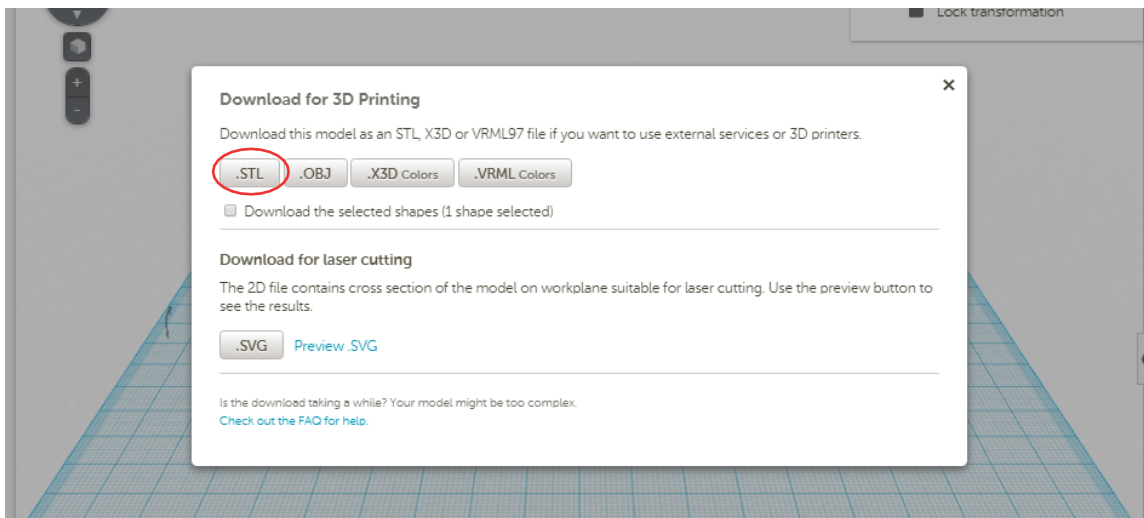 Lock transformation
+
-
Download for 3D Printing
Download this model as an STL, X3D or VRML97 file if you want to use external services or 3D printers.
.STL .OBJ .X3D Colors .VRML Colors
Download the selected shapes (1 shape selected)
Download for laser cutting
The 2D file contains cross section of the model on workplane suitable for laser cutting. Use the preview button to
see the results.
.SVG Preview .SVG
Is the download taking a while? Your model might be too complex.
Check out the FAQ for help.